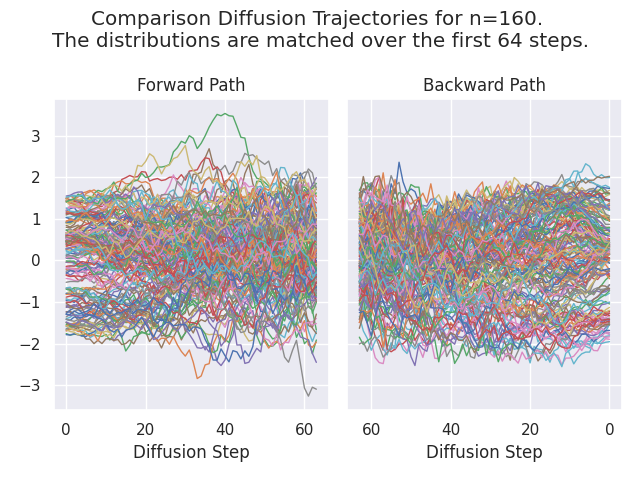 Comparison Diffusion Trajectories for n=160.
The distributions are matched over the first 64 steps.
Forward Path
Backward Path
3
2
1
0
−1
−2
−3
0 20 40 60
60 40 20 0
Diffusion Step
Diffusion Step